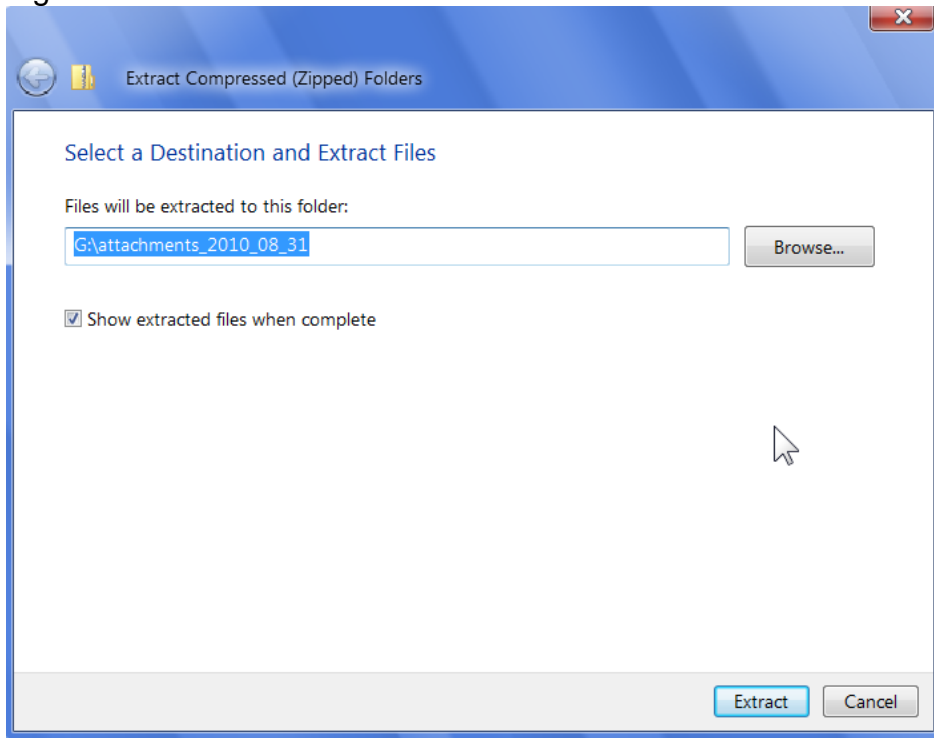 Extract Compressed (Zipped) Folders
Select a Destination and Extract Files
Files will be extracted to this folder:
G:\attachments_2010_08_31
Browse...
Show extracted files when complete
Extract
Cancel